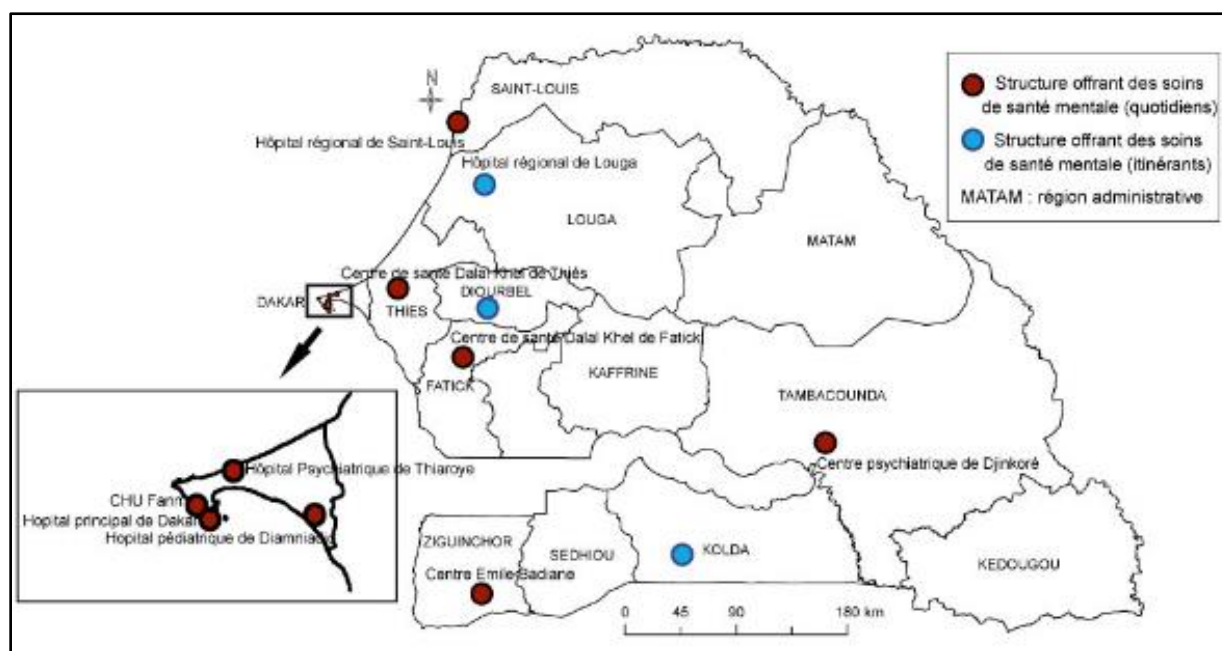 N
SAINT-LOUIS
Structure offrant des soins
de santé mentale (quotidiens)
Structure offrant des soins
de santé mentale (itinérants)
MATAM : région administrative
Hôpital régional de Saint-Louis
Hôpital régional de Louga
LOUGA
MATAM
Centre de santé Dalal Khel de Thiès
DAKAR
THIES
DIOURBEL
Centre de santé Dalal Khel de Fatick
FATICK
KAFFRINE
TAMBACOUNDA
Centre psychiatrique de Djinkoré
Hôpital Psychiatrique de Thiaroye
CHU Fann
Hopital principal de Dakar
Hopital pédiatrique de Diamniadio
ZIGUINCHOR
SEDHIOU
KOLDA
KEDOUGOU
Centre Emile Badiane
0 45 90 180 km